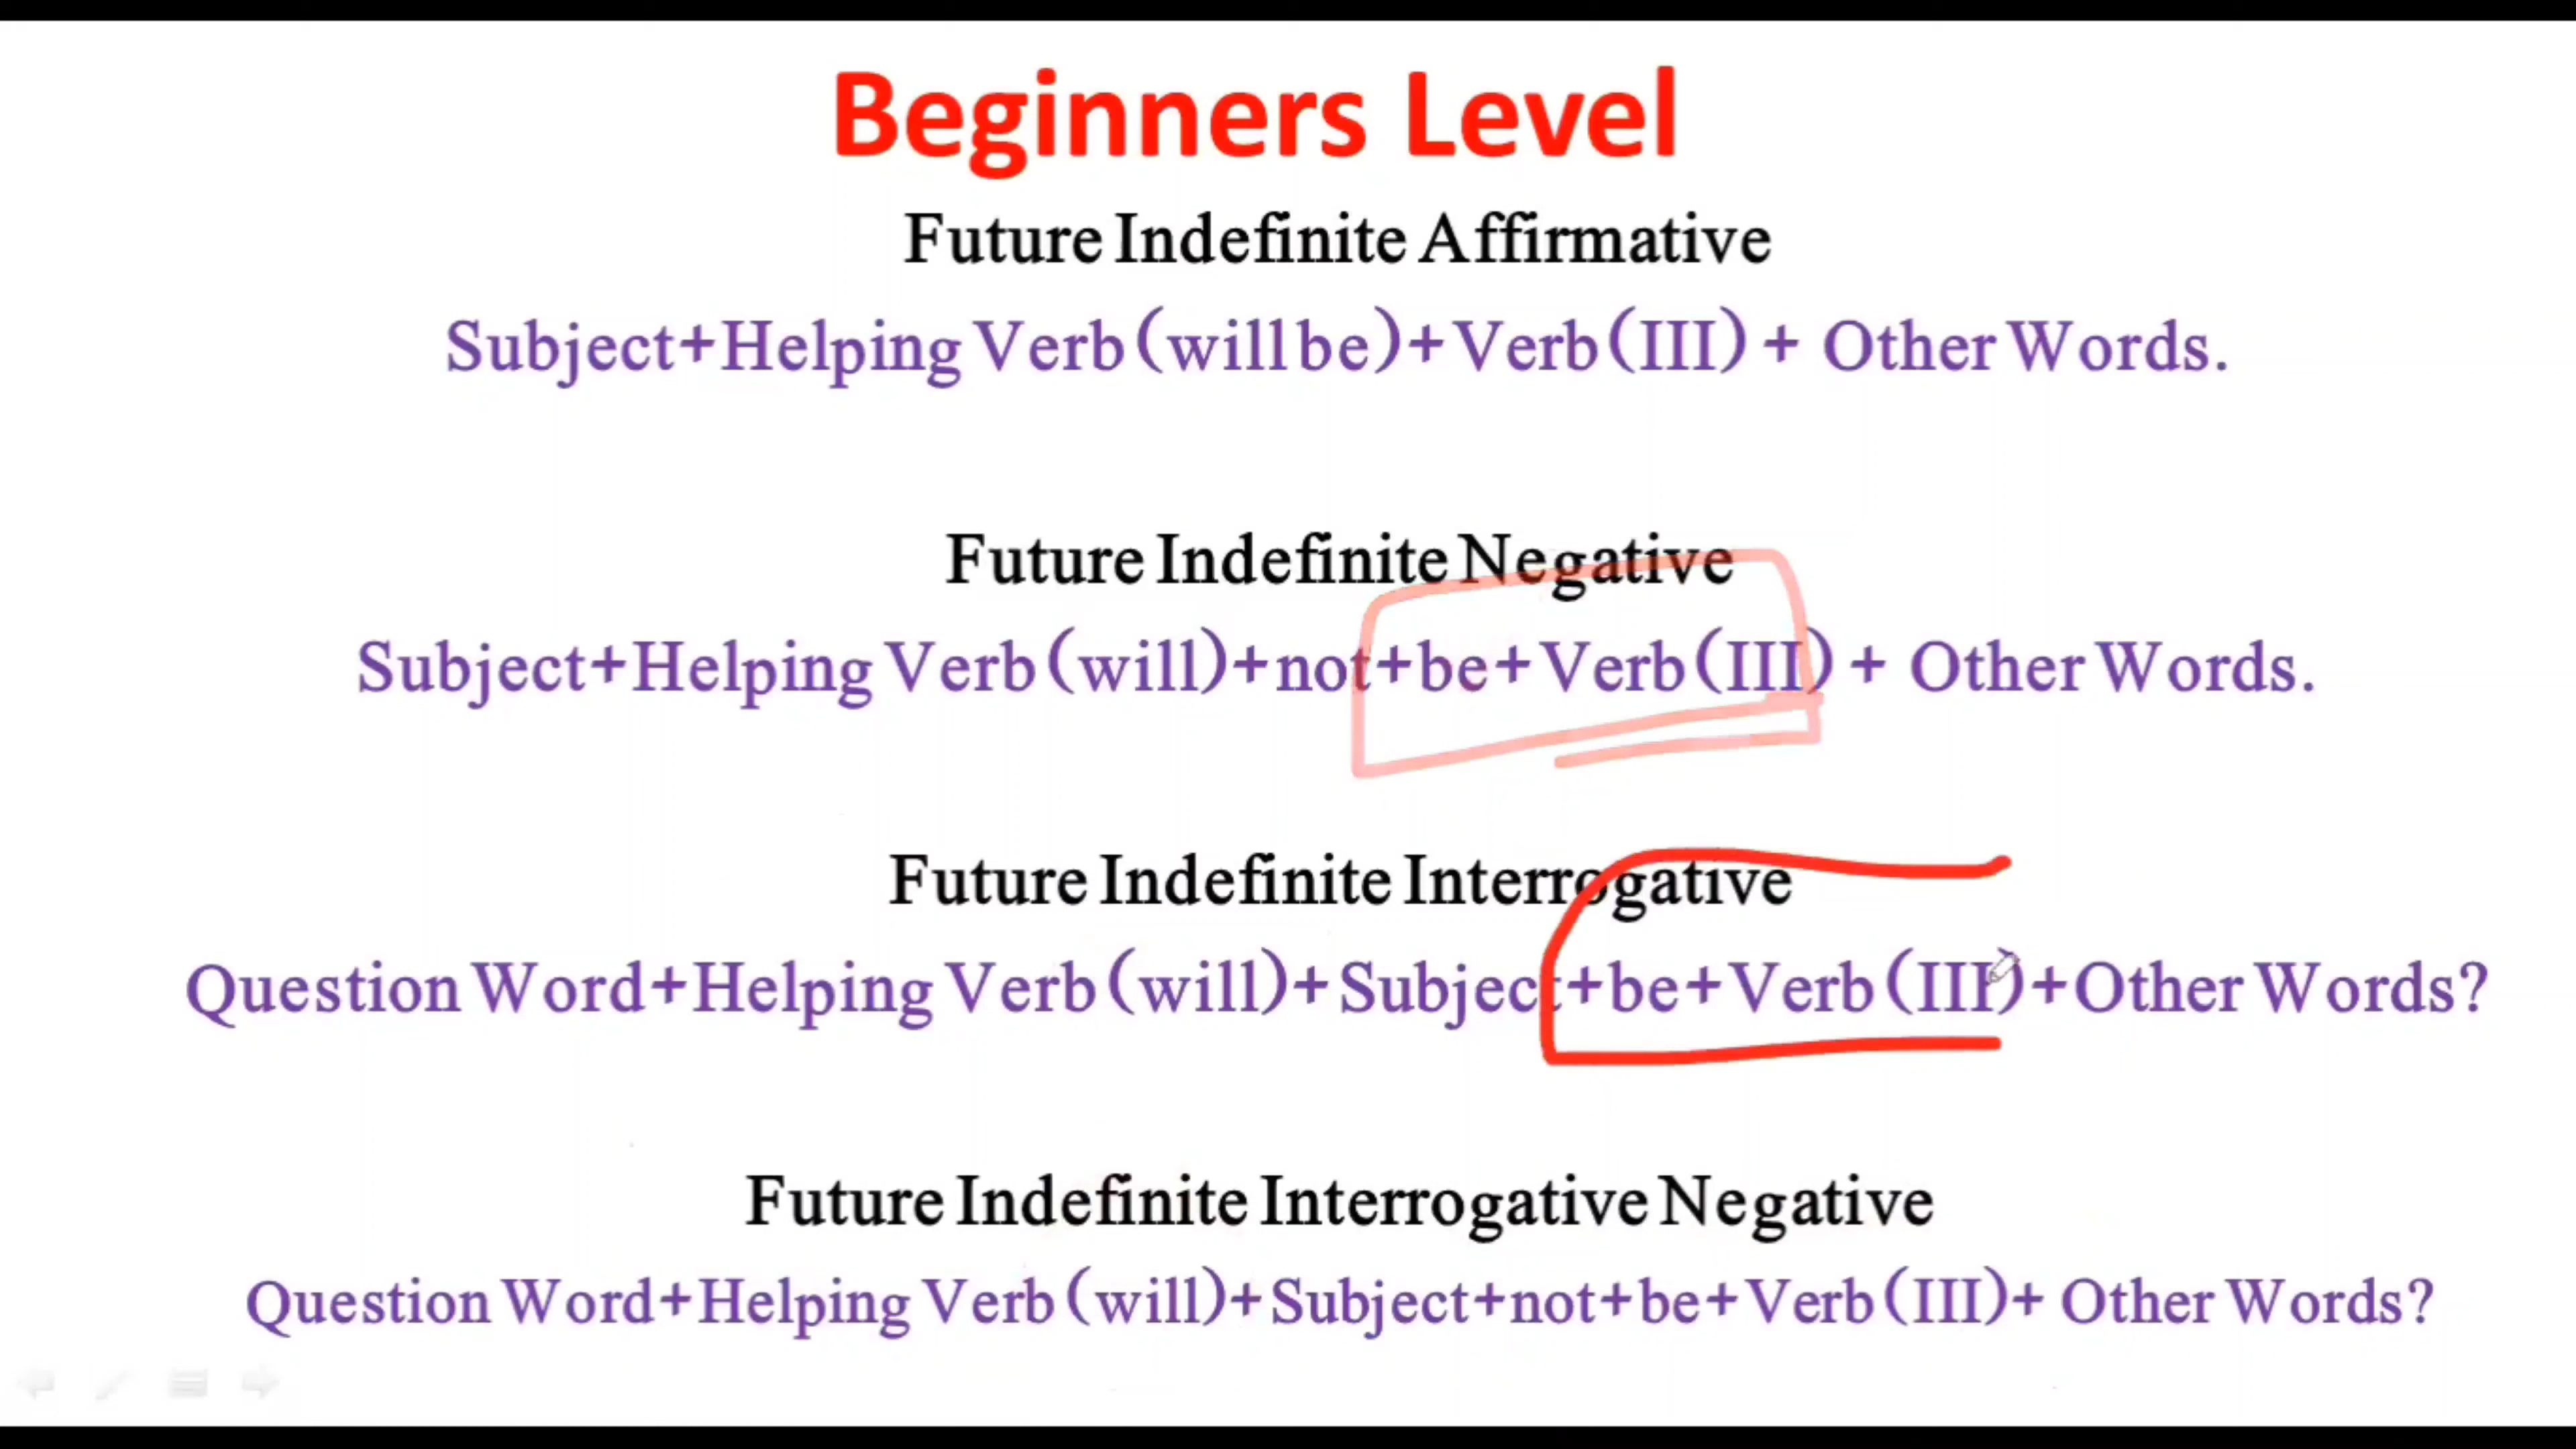 Beginners Level
Future Indefinite Affirmative
Subject+Helping Verb(will be)+Verb(III) + Other Words.
Future Indefinite Negative
Subject+Helping Verb(will)+not+be+Verb(III) + Other Words.
Future Indefinite Interrogative
Question Word+Helping Verb(will)+Subject+be+Verb(III)+Other Words?
Future Indefinite Interrogative Negative
Question Word+Helping Verb(will)+Subject+not+be+Verb(III)+ Other Words?